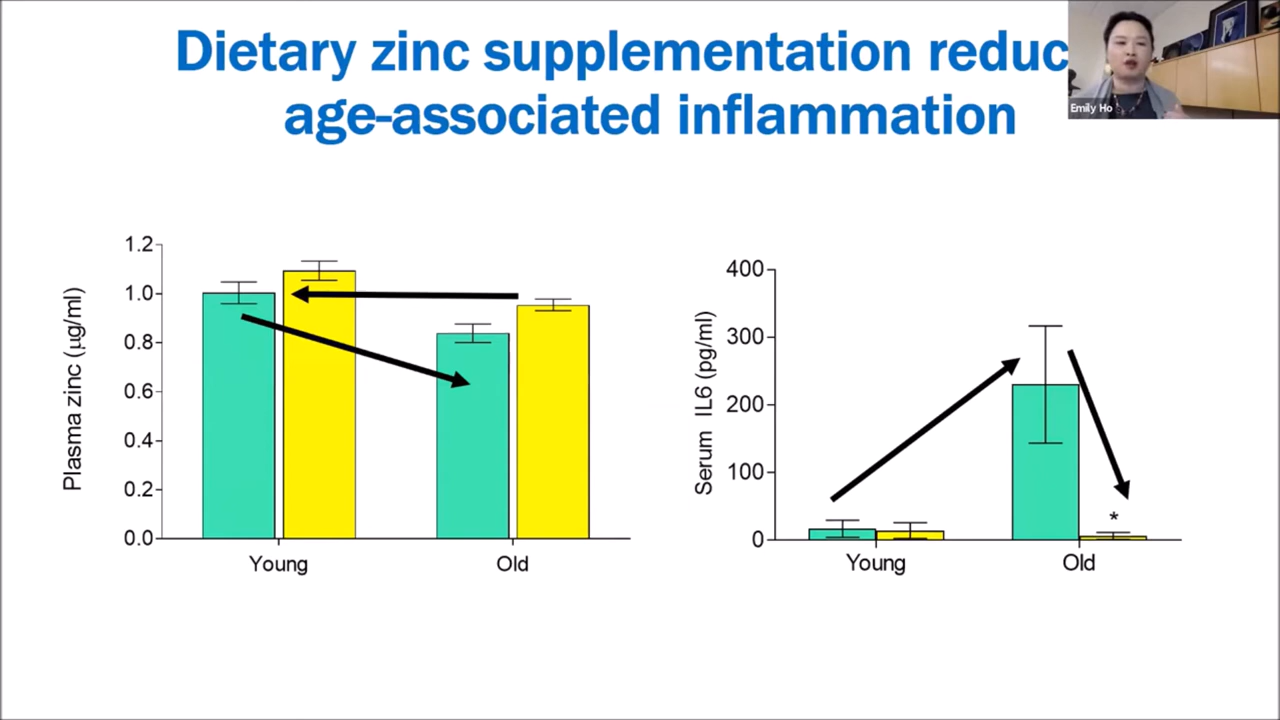 Dietary zinc supplementation reduc
age-associated inflammation
Emily Ho
Plasma zinc (μg/ml)
1.2
1.0
0.8
0.6
0.4
0.2
0.0
Young
Old
Serum IL6 (pg/ml)
400
300
200
100
0
*
Young
Old